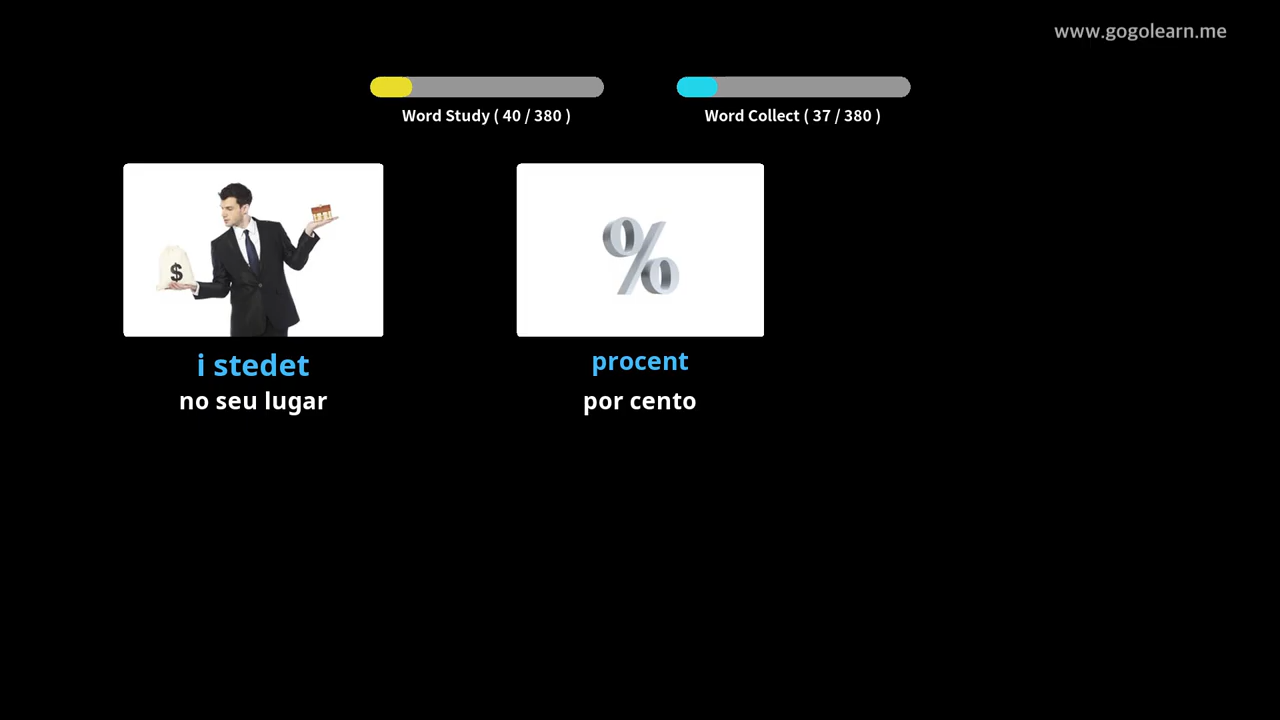 www.gogolearn.me
Word Study ( 40 / 380 )
Word Collect ( 37 / 380 )
$
%
i stedet
no seu lugar
procent
por cento